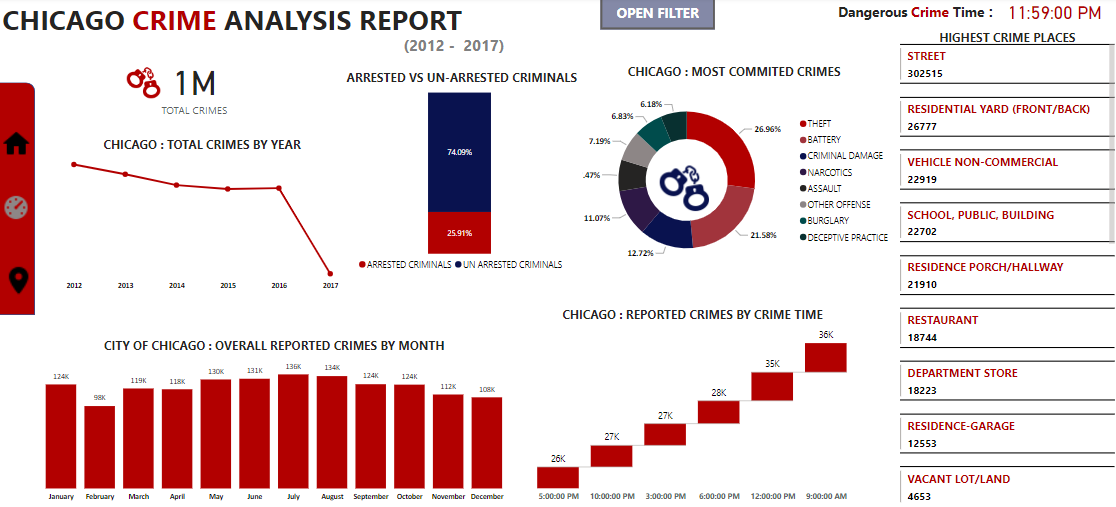 CHICAGO CRIME ANALYSIS REPORT
(2012 - 2017)
OPEN FILTER
Dangerous Crime Time : 11:59:00 PM
1M
TOTAL CRIMES
CHICAGO : TOTAL CRIMES BY YEAR
2012 2013 2014 2015 2016 2017
ARRESTED VS UN-ARRESTED CRIMINALS
74.09%
25.91%
ARRESTED CRIMINALS UN ARRESTED CRIMINALS
CHICAGO : MOST COMMITED CRIMES
26.96%
21.58%
12.72%
11.07%
.47%
7.19%
6.83%
6.18%
THEFT
BATTERY
CRIMINAL DAMAGE
NARCOTICS
ASSAULT
OTHER OFFENSE
BURGLARY
DECEPTIVE PRACTICE
HIGHEST CRIME PLACES
STREET
302515
RESIDENTIAL YARD (FRONT/BACK)
26777
VEHICLE NON-COMMERCIAL
22919
SCHOOL, PUBLIC, BUILDING
22702
RESIDENCE PORCH/HALLWAY
21910
RESTAURANT
18744
DEPARTMENT STORE
18223
RESIDENCE-GARAGE
12553
VACANT LOT/LAND
4653
CITY OF CHICAGO : OVERALL REPORTED CRIMES BY MONTH
124K 98K 119K 118K 130K 131K 136K 134K 124K 124K 112K 108K
January February March April May June July August September October November December
CHICAGO : REPORTED CRIMES BY CRIME TIME
26K 27K 27K 28K 35K 36K
5:00:00 PM 10:00:00 PM 3:00:00 PM 6:00:00 PM 12:00:00 PM 9:00:00 AM